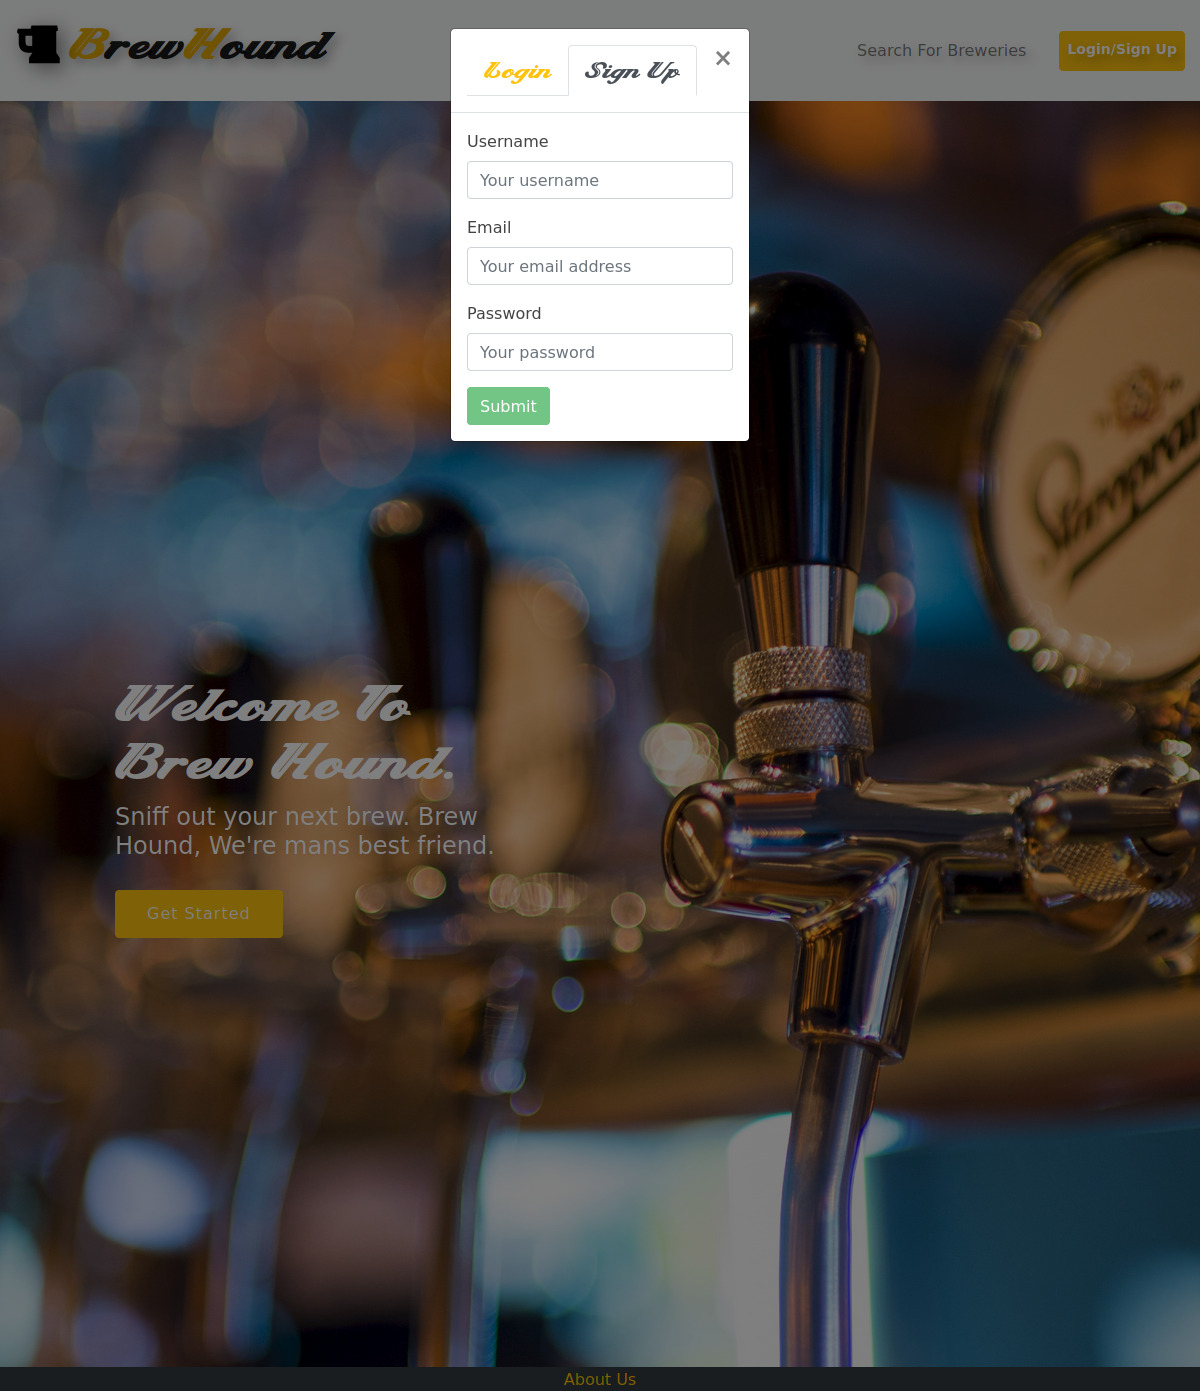 BrewHound
Search For Breweries
Login/Sign Up
Login
Sign Up
×
Username
Your username
Email
Your email address
Password
Your password
Submit
Staropram
Welcome To
Brew Hound.
Sniff out your next brew. Brew
Hound, We're mans best friend.
Get Started
About Us